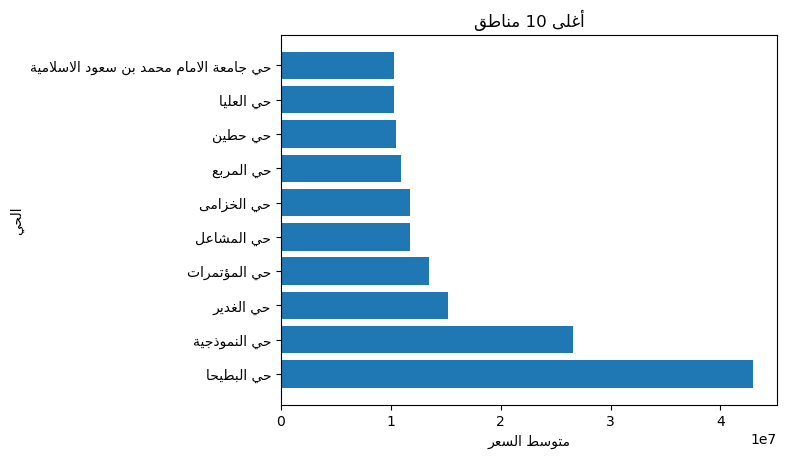 أغلى 10 مناطق
حي جامعة الامام محمد بن سعود الاسلامية
حي العليا
حي حطين
حي المربع
حي الخزامى
حي المشاعل
حي المؤتمرات
حي الغدير
حي النموذجية
حي البطيحا
الحي
0 1 2 3 4
1e7
متوسط السعر